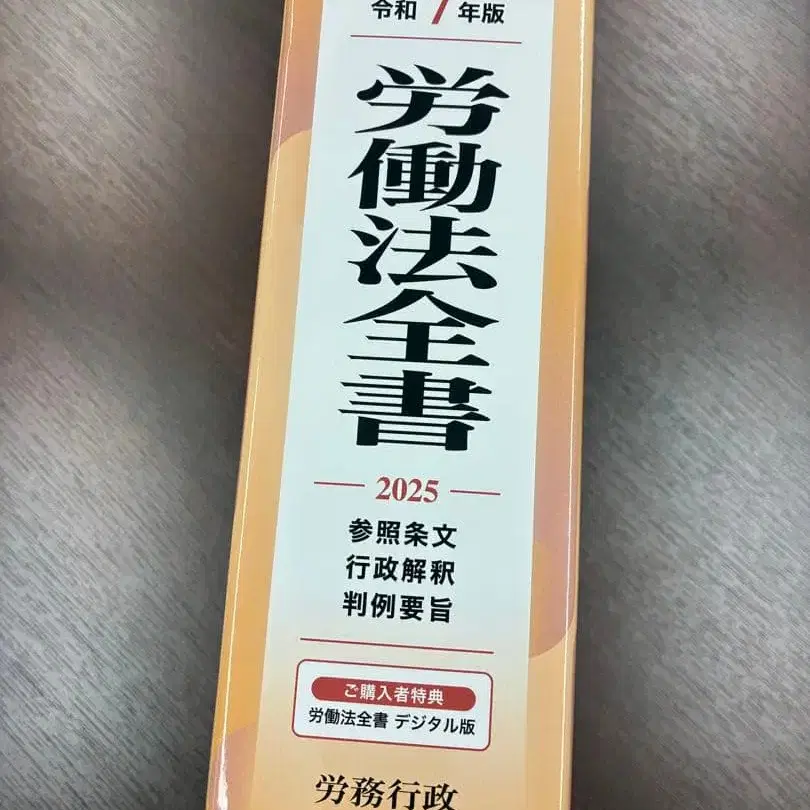 令和7年版
労働法全書
2025
参照条文
行政解釈
判例要旨
ご購入者特典
労働法全書 デジタル版
労務行政